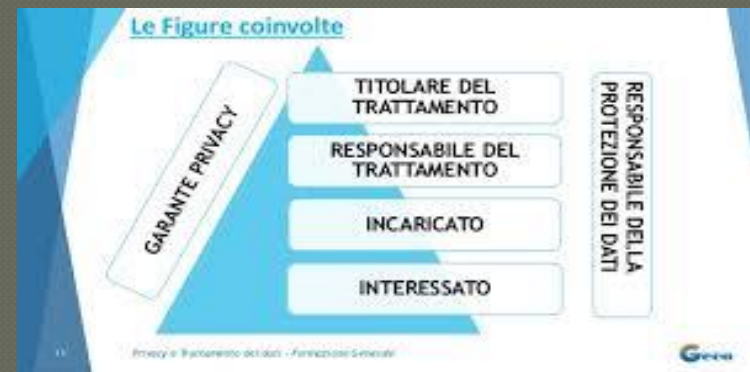 Le Figure coinvolte
GARANTE PRIVACY
TITOLARE DEL
TRATTAMENTO
RESPONSABILE DEL
TRATTAMENTO
INCARICATO
INTERESSATO
RESPONSABILE DELLA
PROTEZIONE DEI DATI
Privacy e Trattamento dei dati - Formazione Generale